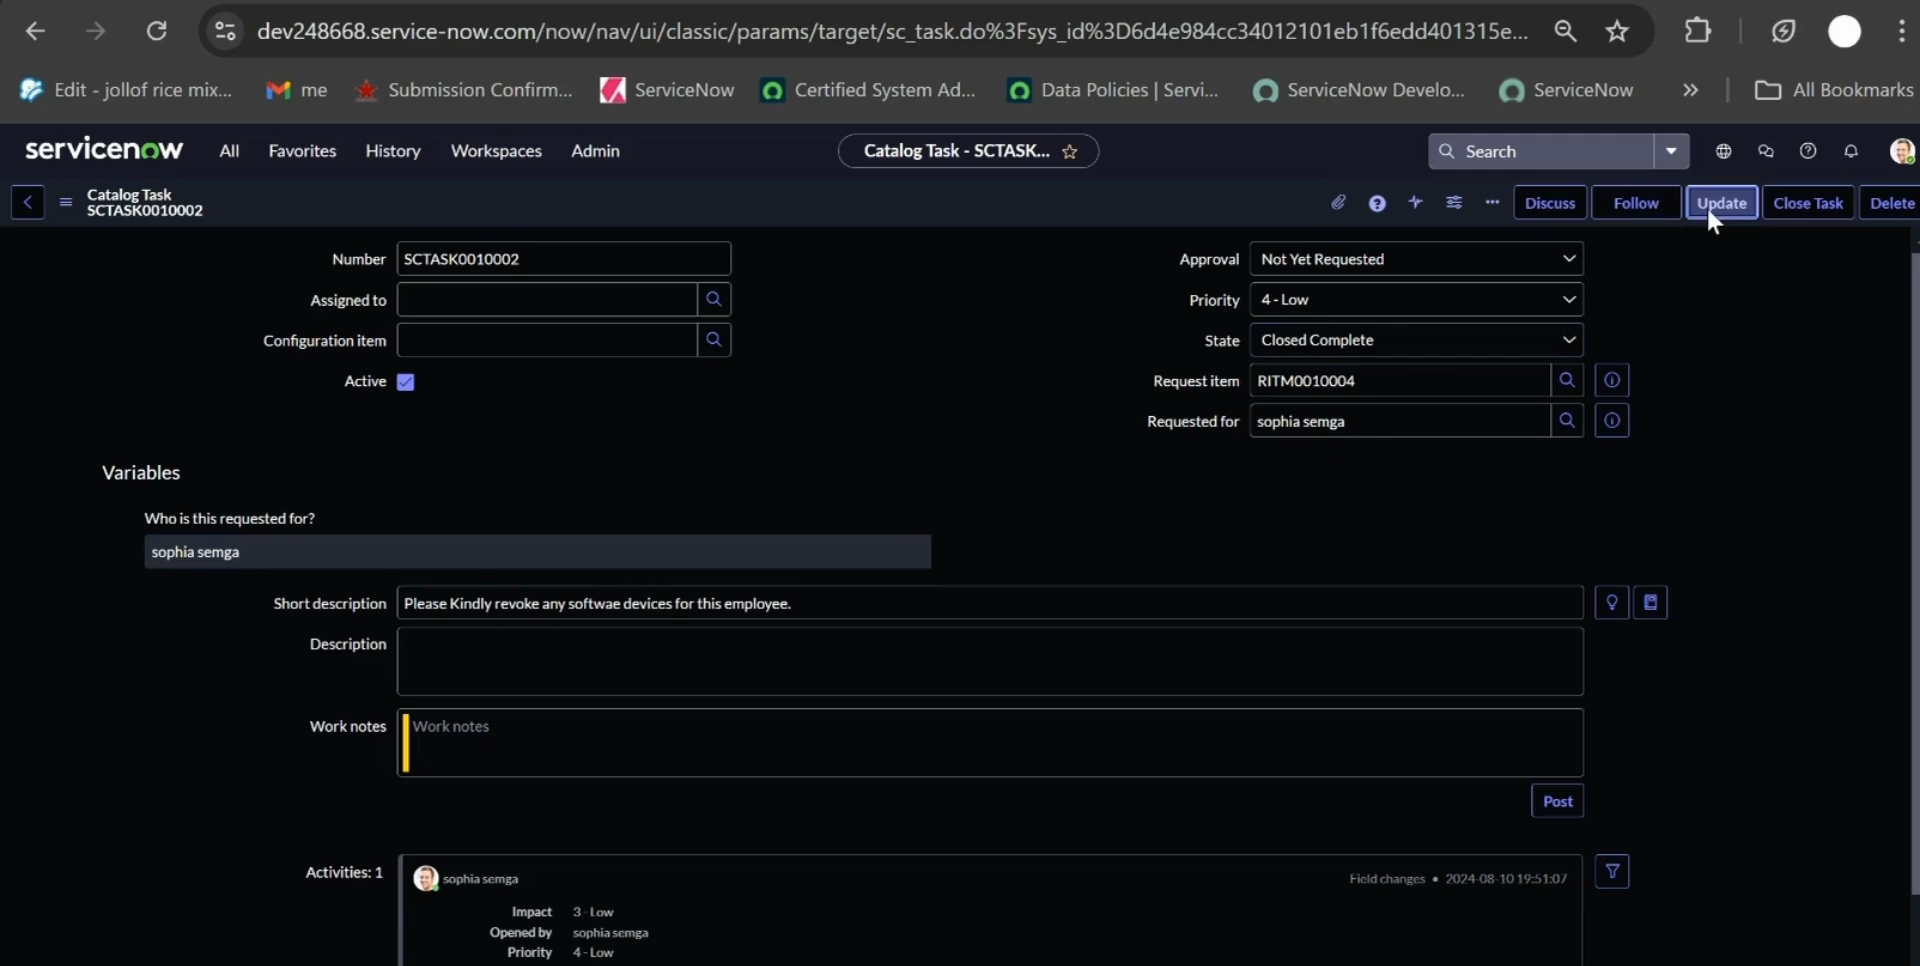 dev248668.service-now.com/now/nav/ui/classic/params/target/sc_task.do%3Fsys_id%3D6d4e984cc34012101eb1f6edd401315e...
Edit - jollof rice mix... me Submission Confirm... ServiceNow Certified System Ad... Data Policies | Servi... ServiceNow Develo... ServiceNow » All Bookmarks
servicenow All Favorites History Workspaces Admin Catalog Task - SCTASK... Search
Catalog Task
SCTASK0010002
Discuss Follow Update Close Task Delete
Number SCTASK0010002 Approval Not Yet Requested
Assigned to Priority 4 - Low
Configuration item State Closed Complete
Active Request item RITM0010004
Requested for sophia semga
Variables
Who is this requested for?
sophia semga
Short description Please Kindly revoke any softwae devices for this employee.
Description
Work notes Work notes
Post
Activities: 1 sophia semga Field changes • 2024-08-10 19:51:07
Impact 3 - Low
Opened by sophia semga
Priority 4 - Low